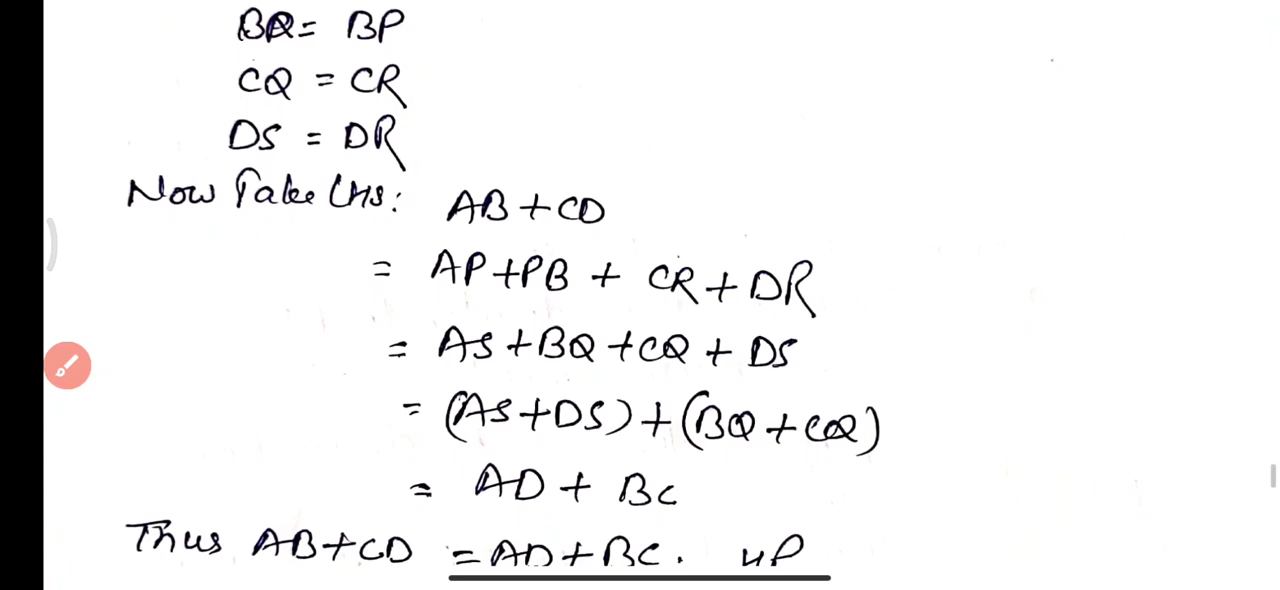 BQ = BP
CQ = CR
DS = DR
Now Take LHS: AB + CD
= AP + PB + CR + DR
= AS + BQ + CQ + DS
= (AS + DS) + (BQ + CQ)
= AD + BC
Thus AB + CD = AD + BC. HP